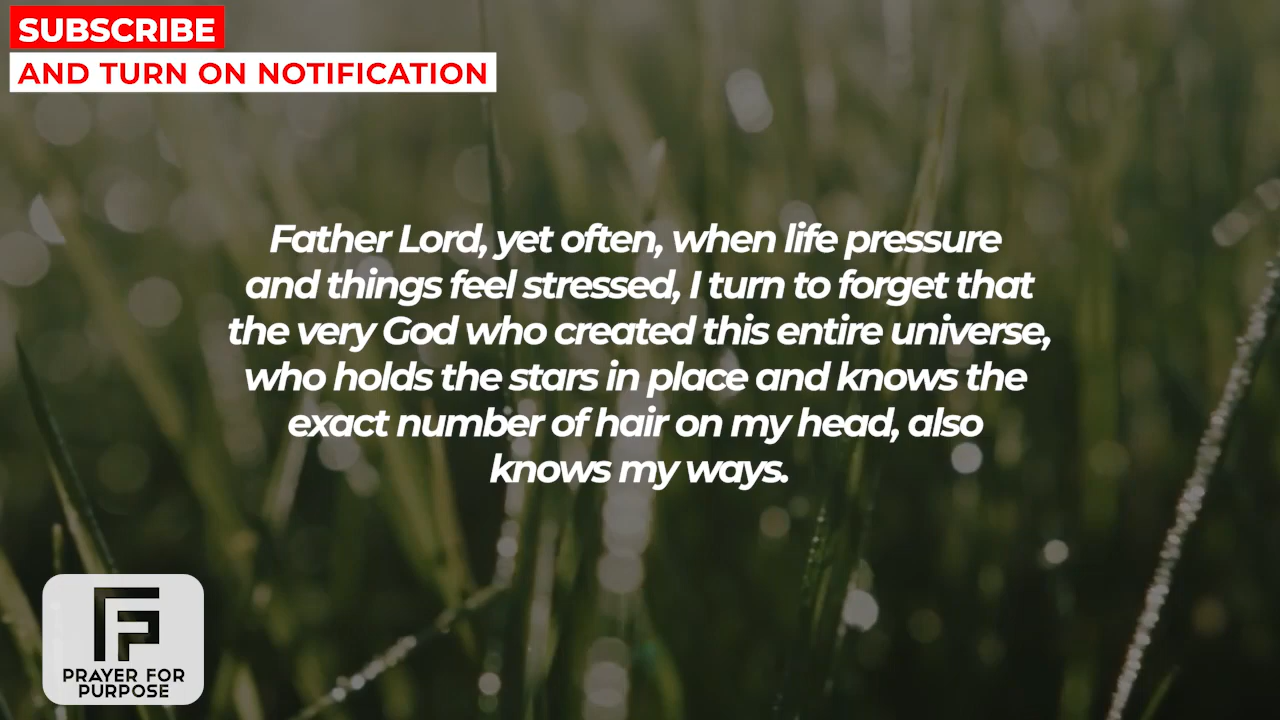 SUBSCRIBE
AND TURN ON NOTIFICATION
Father Lord, yet often, when life pressure
and things feel stressed, I turn to forget that
the very God who created this entire universe,
who holds the stars in place and knows the
exact number of hair on my head, also
knows my ways.
PRAYER FOR
PURPOSE